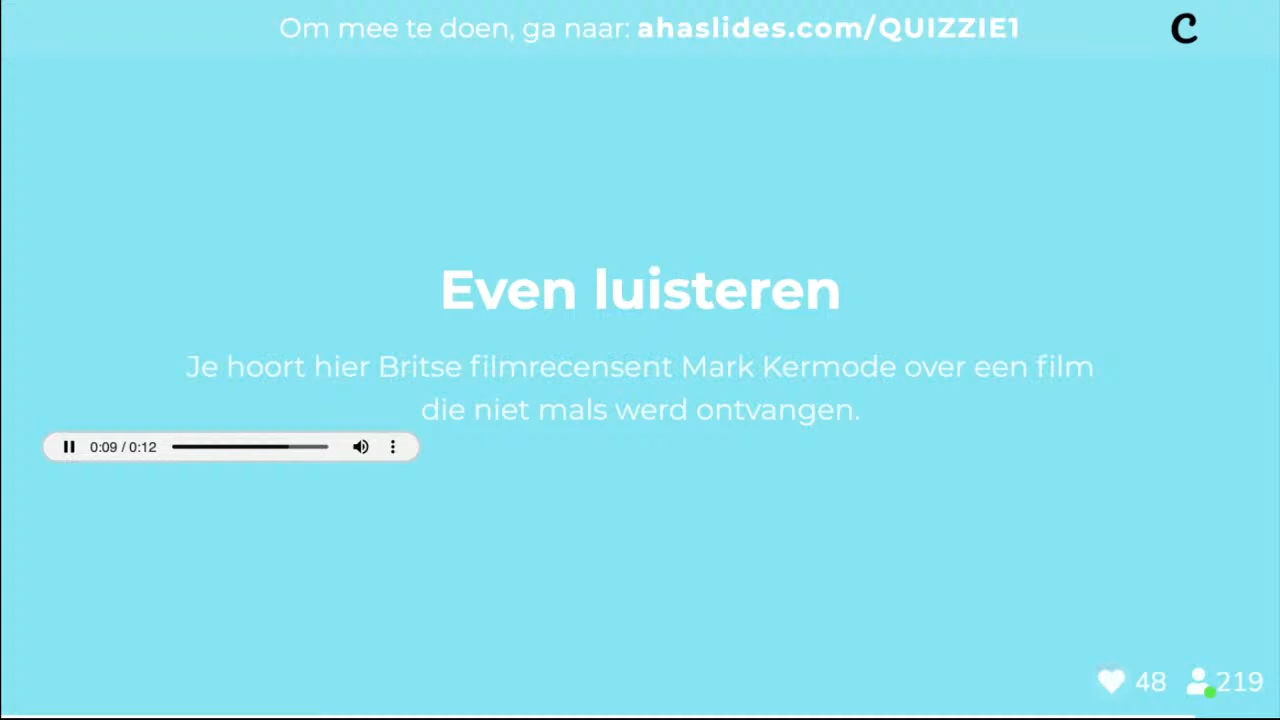 Om mee te doen, ga naar: ahaslides.com/QUIZZIE1
C
Even luisteren
Je hoort hier Britse filmrecensent Mark Kermode over een film
die niet mals werd ontvangen.
0:09 / 0:12
48 219